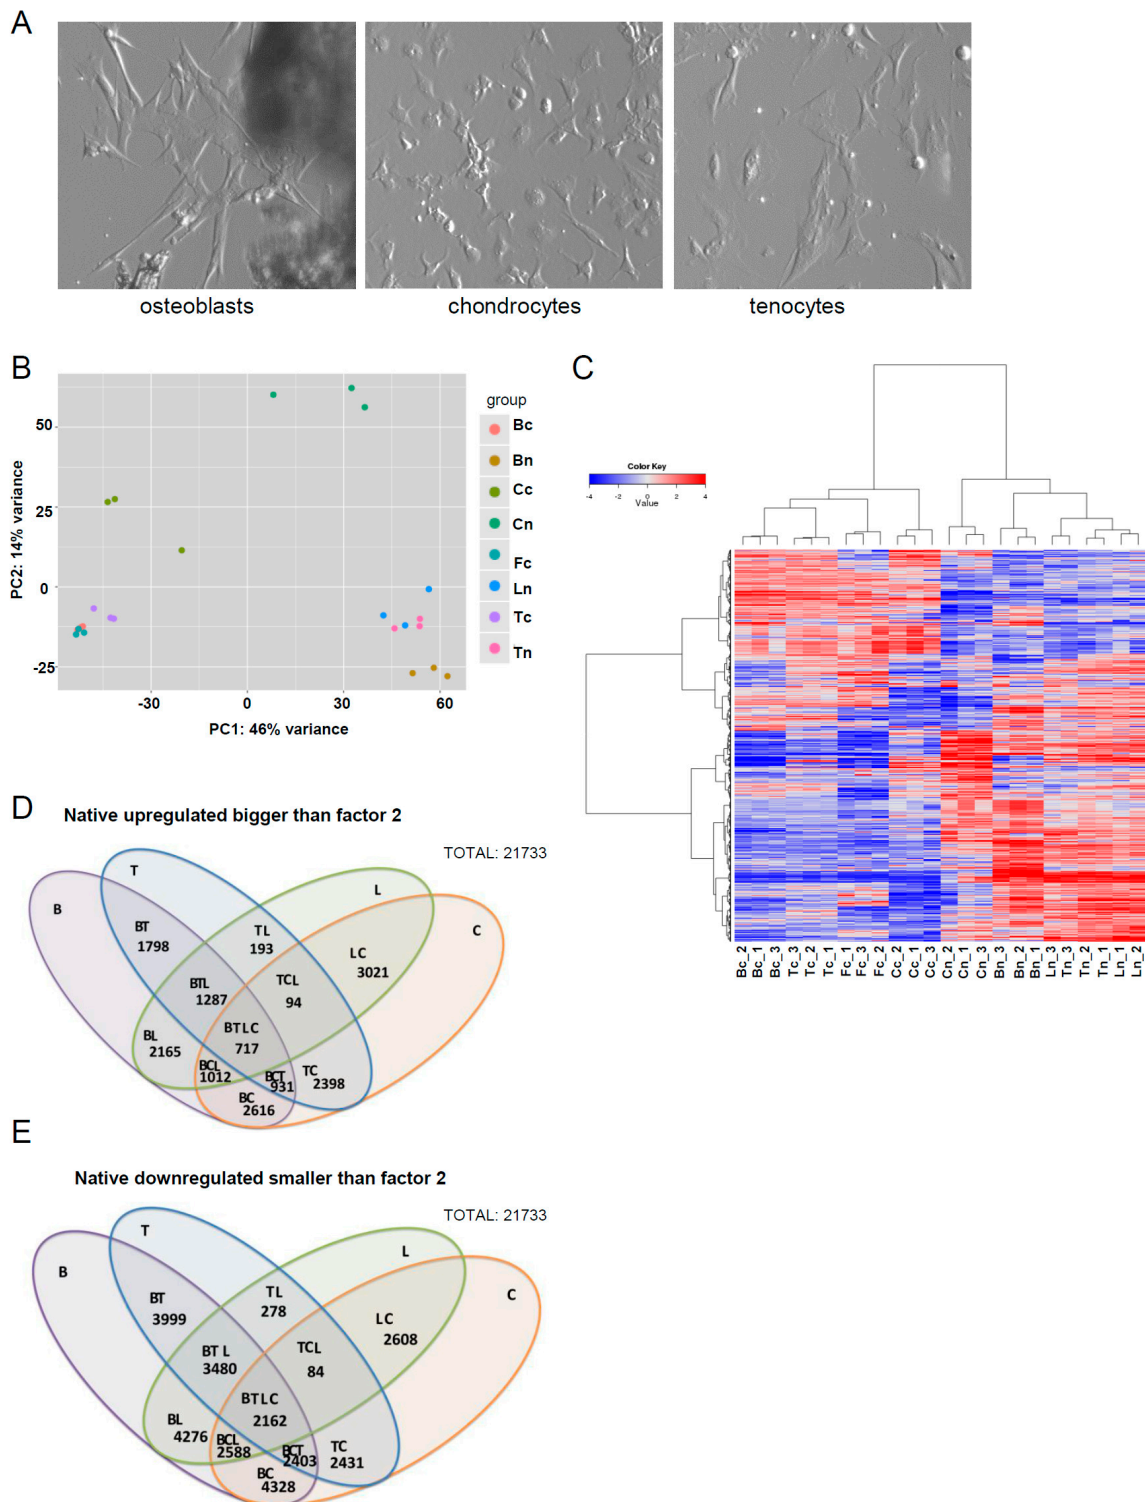 A
osteoblasts
chondrocytes
tenocytes
B
PC2: 14% variance
50
25
0
-25
-30
0
30
60
PC1: 46% variance
group
Bc
Bn
Cc
Cn
Fc
Ln
Tc
Tn
C
Color Key
-4
-2
0
2
4
Value
Bc_2
Bc_1
Bc_3
Tc_3
Tc_2
Tc_1
Fc_1
Fc_3
Fc_2
Cc_2
Cc_1
Cc_3
Cn_2
Cn_1
Cn_3
Bn_3
Bn_2
Bn_1
Ln_3
Tn_3
Tn_2
Tn_1
Ln_1
Ln_2
D
Native upregulated bigger than factor 2
TOTAL: 21733
T
B
L
C
BT
1798
TL
193
LC
3021
BTL
1287
TCL
94
BTLC
717
BL
2165
BCL
1012
BCT
931
TC
2398
BC
2616
E
Native downregulated smaller than factor 2
TOTAL: 21733
T
B
L
C
BT
3999
TL
278
LC
2608
BTL
3480
TCL
84
BTLC
2162
BL
4276
BCL
2588
BCT
2403
TC
2431
BC
4328